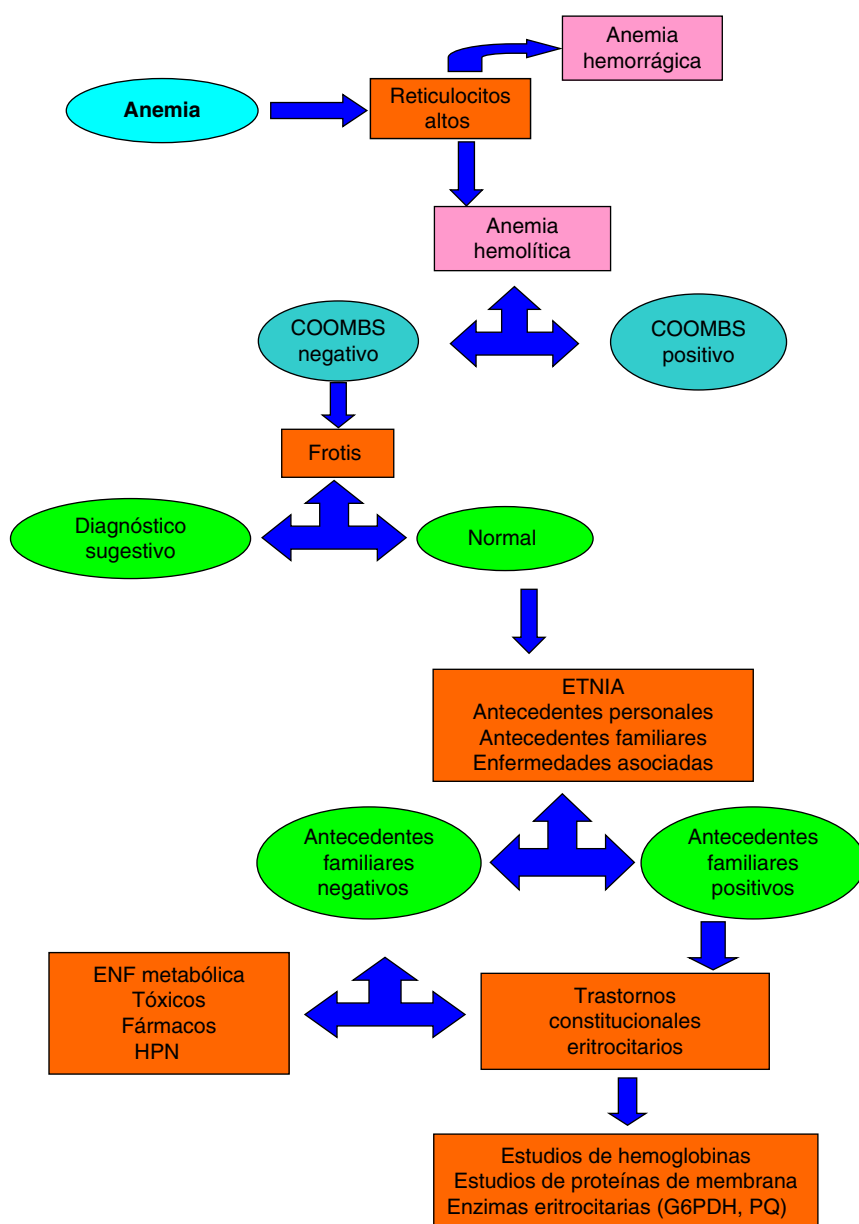 Anemia
hemorrágica
Anemia
Reticulocitos
altos
Anemia
hemolítica
COOMBS
negativo
COOMBS
positivo
Frotis
Diagnóstico
sugestivo
Normal
ETNIA
Antecedentes personales
Antecedentes familiares
Enfermedades asociadas
Antecedentes
familiares
negativos
Antecedentes
familiares
positivos
ENF metabólica
Tóxicos
Fármacos
HPN
Trastornos
constitucionales
eritrocitarios
Estudios de hemoglobinas
Estudios de proteínas de membrana
Enzimas eritrocitarias (G6PDH, PQ)